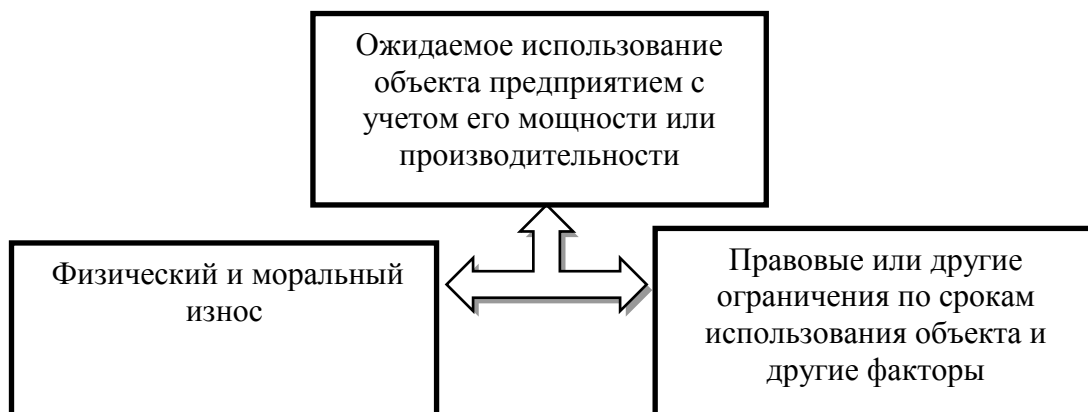 Ожидаемое использование
объекта предприятием с
учетом его мощности или
производительности
Физический и моральный
износ
Правовые или другие
ограничения по срокам
использования объекта и
другие факторы